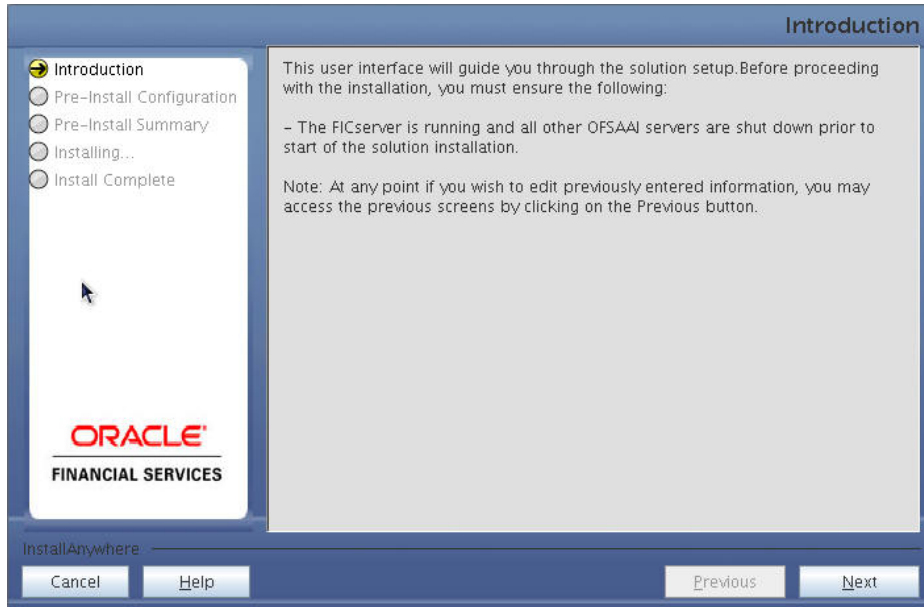 Introduction
Introduction
Pre-Install Configuration
Pre-Install Summary
Installing...
Install Complete
ORACLE'
FINANCIAL SERVICES
This user interface will guide you through the solution setup.Before proceeding
with the installation, you must ensure the following:
- The FICserver is running and all other OFSAAI servers are shut down prior to
start of the solution installation.
Note: At any point if you wish to edit previously entered information, you may
access the previous screens by clicking on the Previous button.
InstallAnywhere
Cancel
Help
Previous
Next